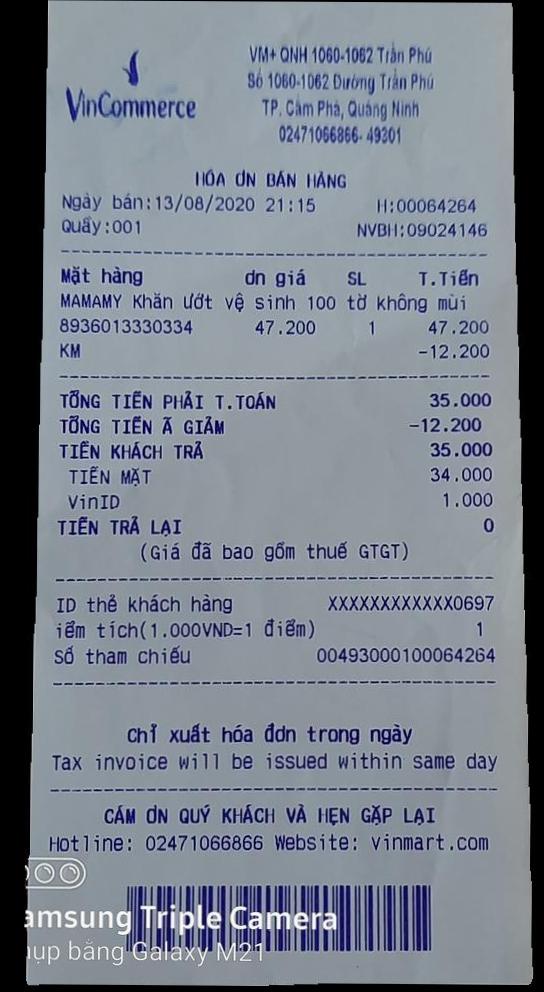 VinCommerce
VM+ QNH 1060-1062 Trần Phú
Số 1060-1062 Đường Trần Phú
TP. Cẩm Phả, Quảng Ninh
02471066866- 49301
HÓA ƠN BÁN HÀNG
Ngày bán:13/08/2020 21:15 H:00064264
Quầy:001 NVBH:09024146
Mặt hàng ơn giá SL T.Tiền
MAMAMY Khăn ướt vệ sinh 100 tờ không mùi
8936013330334 47.200 1 47.200
KM -12.200
TỔNG TIỀN PHẢI T.TOÁN 35.000
TỔNG TIỀN Ã GIẢM -12.200
TIỀN KHÁCH TRẢ 35.000
TIỀN MẶT 34.000
VinID 1.000
TIỀN TRẢ LẠI 0
(Giá đã bao gồm thuế GTGT)
ID thẻ khách hàng XXXXXXXXXXXX0697
iểm tích(1.000VND=1 điểm) 1
Số tham chiếu 00493000100064264
Chỉ xuất hóa đơn trong ngày
Tax invoice will be issued within same day
CÁM ƠN QUÝ KHÁCH VÀ HẸN GẶP LẠI
Hotline: 02471066866 Website: vinmart.com
amsung Triple Camera
hụp bằng Galaxy M21